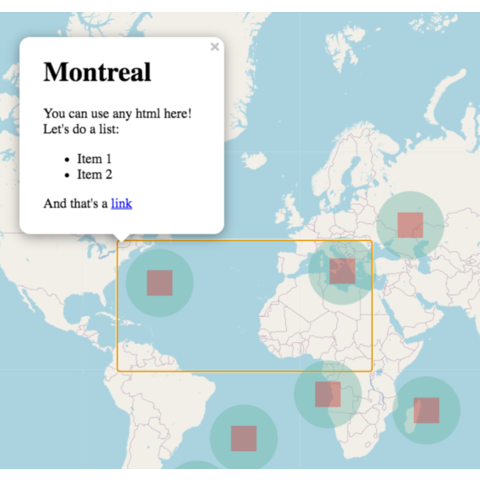 ×
Montreal
You can use any html here!
Let's do a list:
• Item 1
• Item 2
And that's a link